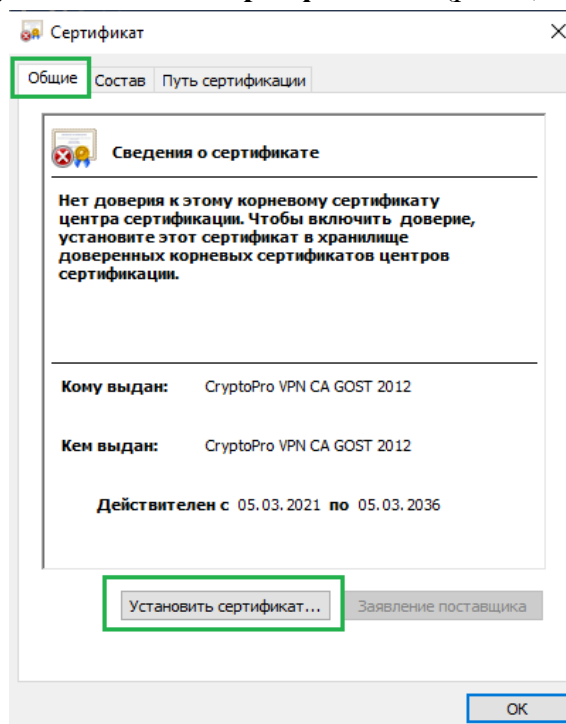 Сертификат
Общие Состав Путь сертификации
Сведения о сертификате
Нет доверия к этому корневому сертификату
центра сертификации. Чтобы включить доверие,
установите этот сертификат в хранилище
доверенных корневых сертификатов центров
сертификации.
Кому выдан: CryptoPro VPN CA GOST 2012
Кем выдан: CryptoPro VPN CA GOST 2012
Действителен с 05.03.2021 по 05.03.2036
Установить сертификат... Заявление поставщика
ОК